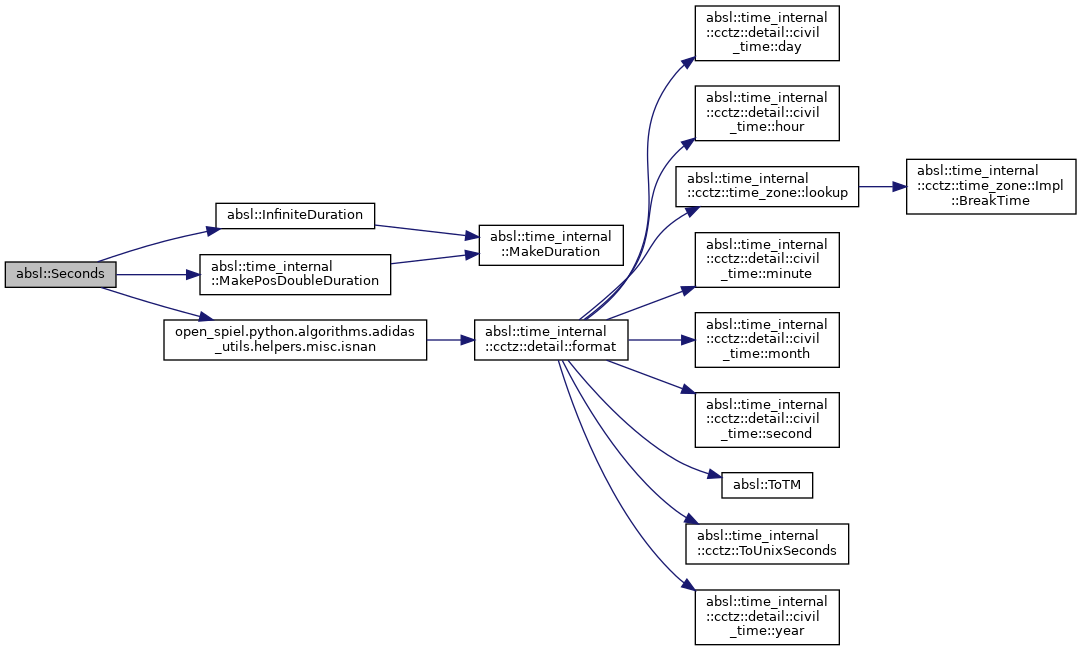 absl::Seconds
absl::InfiniteDuration
absl::time_internal
::MakePosDoubleDuration
open_spiel.python.algorithms.adidas
_utils.helpers.misc.isnan
absl::time_internal
::MakeDuration
absl::time_internal
::cctz::detail::format
absl::time_internal
::cctz::detail::civil
_time::day
absl::time_internal
::cctz::detail::civil
_time::hour
absl::time_internal
::cctz::time_zone::lookup
absl::time_internal
::cctz::time_zone::Impl
::BreakTime
absl::time_internal
::cctz::detail::civil
_time::minute
absl::time_internal
::cctz::detail::civil
_time::month
absl::time_internal
::cctz::detail::civil
_time::second
absl::ToTM
absl::time_internal
::cctz::ToUnixSeconds
absl::time_internal
::cctz::detail::civil
_time::year